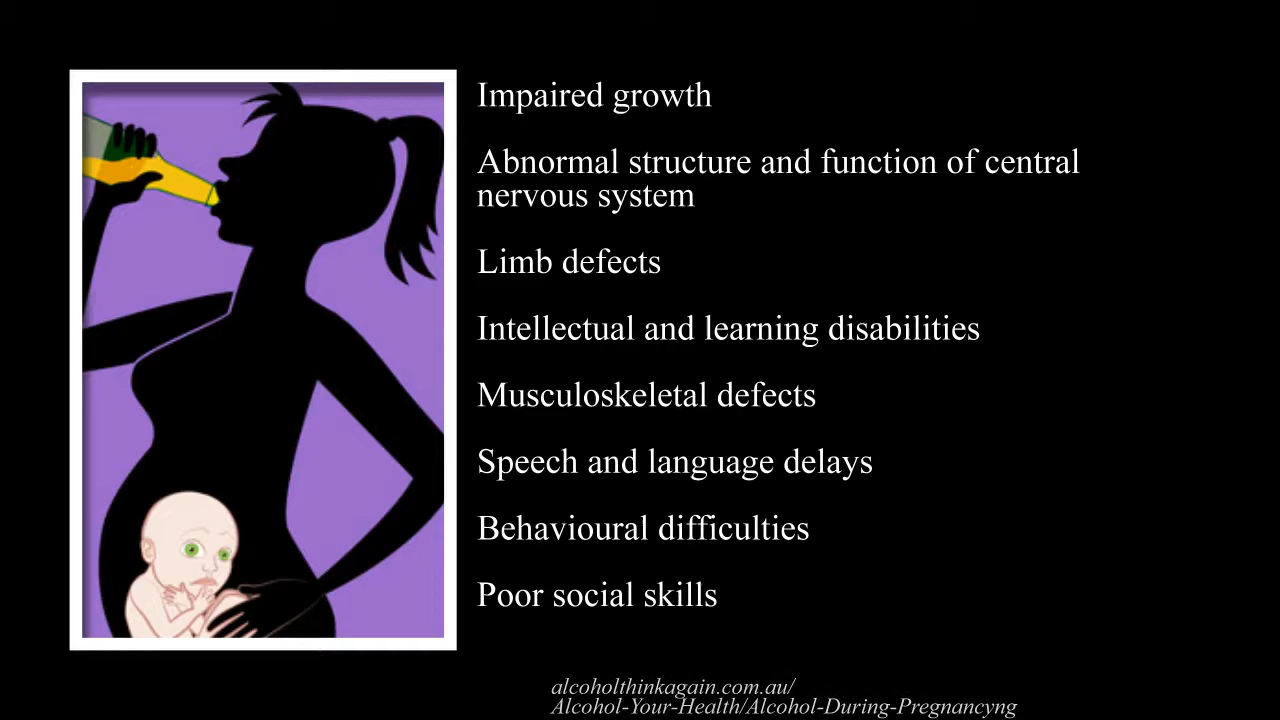 Impaired growth
Abnormal structure and function of central
nervous system
Limb defects
Intellectual and learning disabilities
Musculoskeletal defects
Speech and language delays
Behavioural difficulties
Poor social skills
alcoholthinkagain.com.au/
Alcohol-Your-Health/Alcohol-During-Pregnancyng